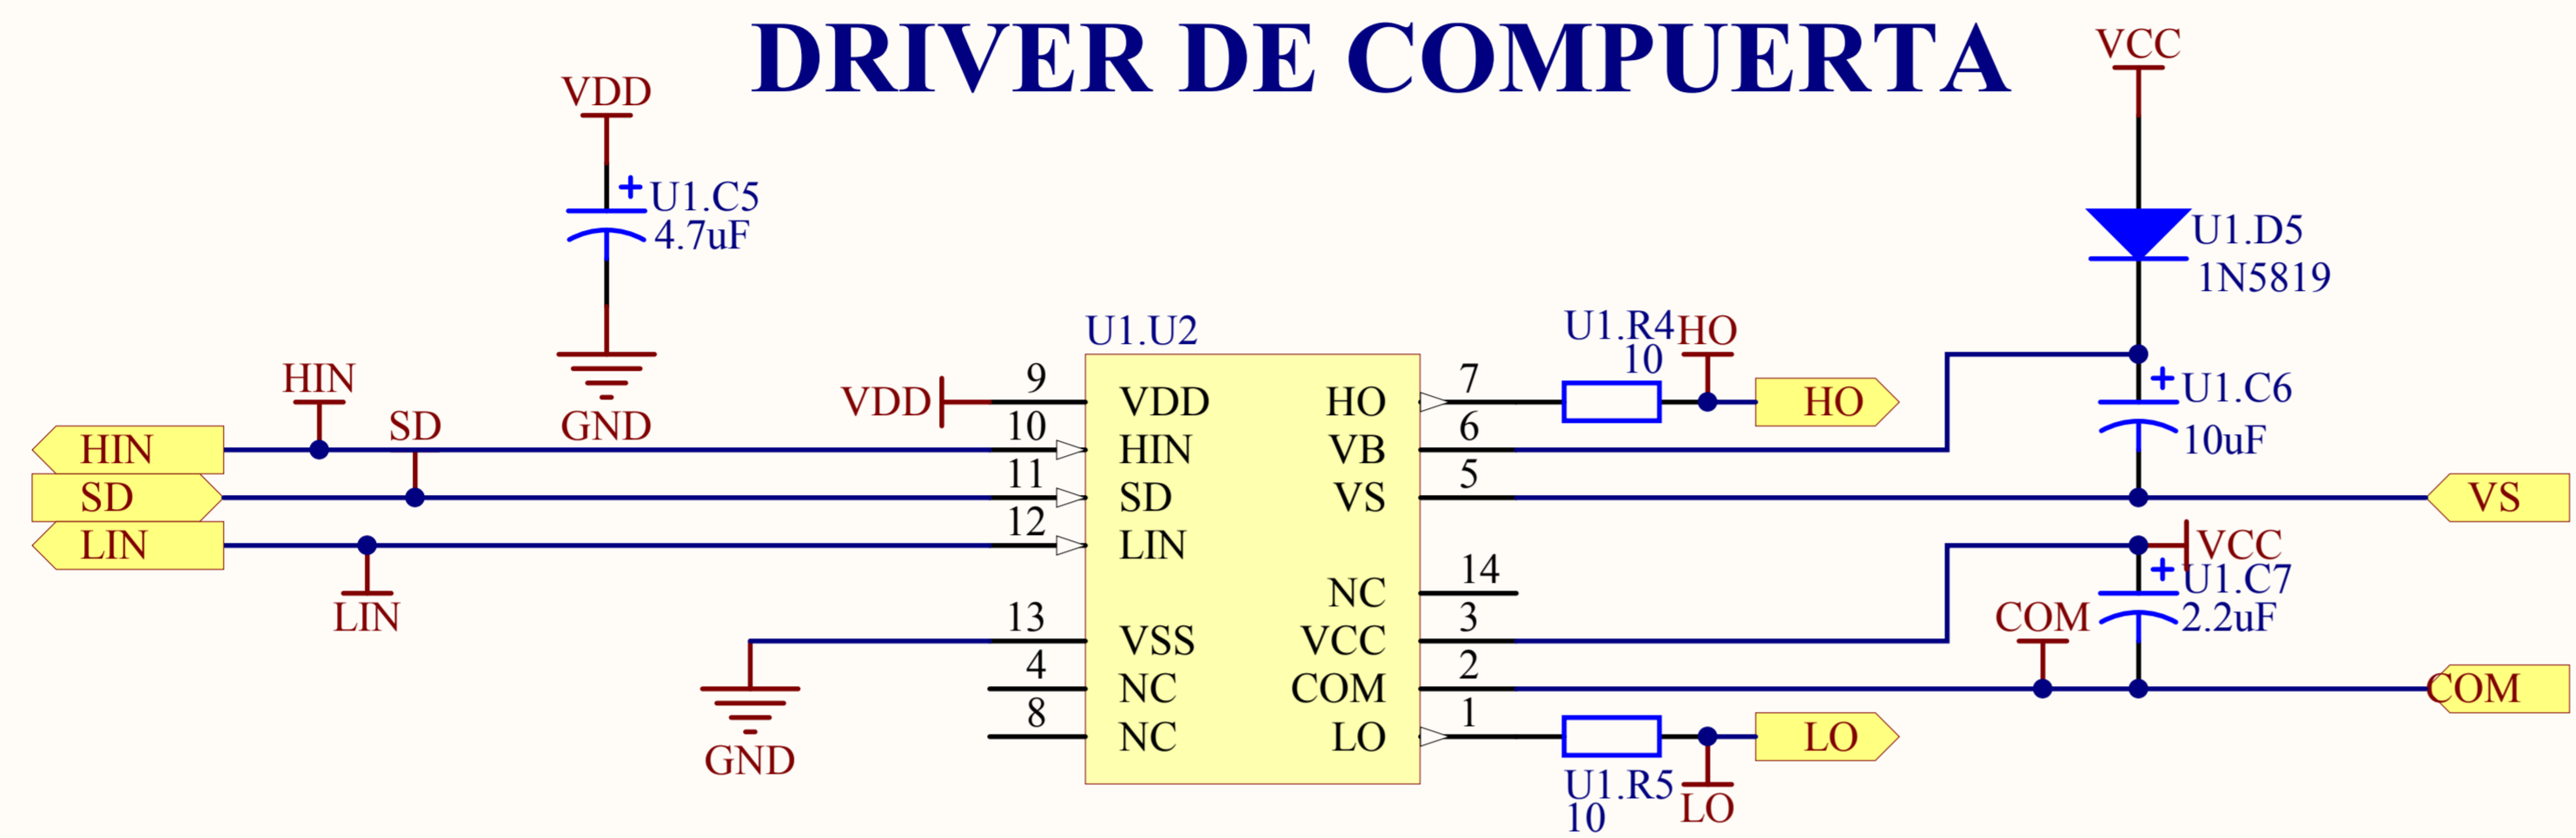 DRIVER DE COMPUERTA
VCC
VDD
U1.C5
4.7uF
GND
U1.D5
1N5819
HIN
SD
HIN
SD
LIN
LIN
U1.U2
VDD
9
10
11
12
13
4
8
VDD
HIN
SD
LIN
VSS
NC
NC
GND
HO
VB
VS
NC
VCC
COM
LO
7
6
5
14
3
2
1
U1.R4
10
HO
HO
U1.C6
10uF
VS
VCC
U1.C7
2.2uF
COM
COM
U1.R5
10
LO
LO